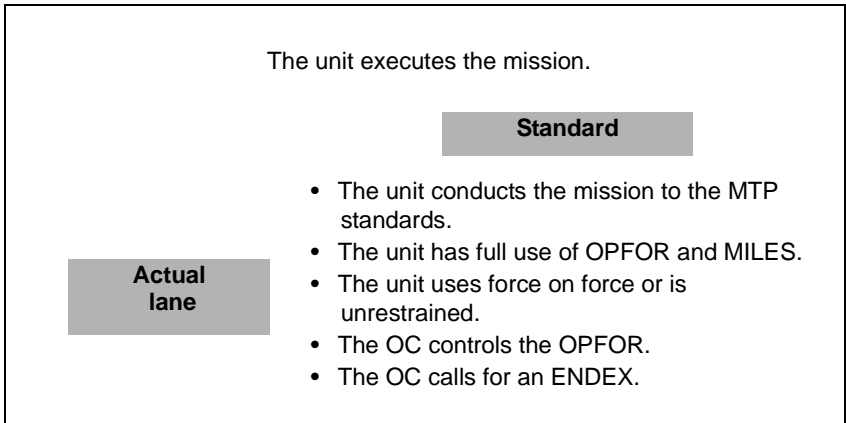 The unit executes the mission.
Standard
• The unit conducts the mission to the MTP
standards.
• The unit has full use of OPFOR and MILES.
Actual
lane
• The unit uses force on force or is
unrestrained.
• The OC controls the OPFOR.
• The OC calls for an ENDEX.